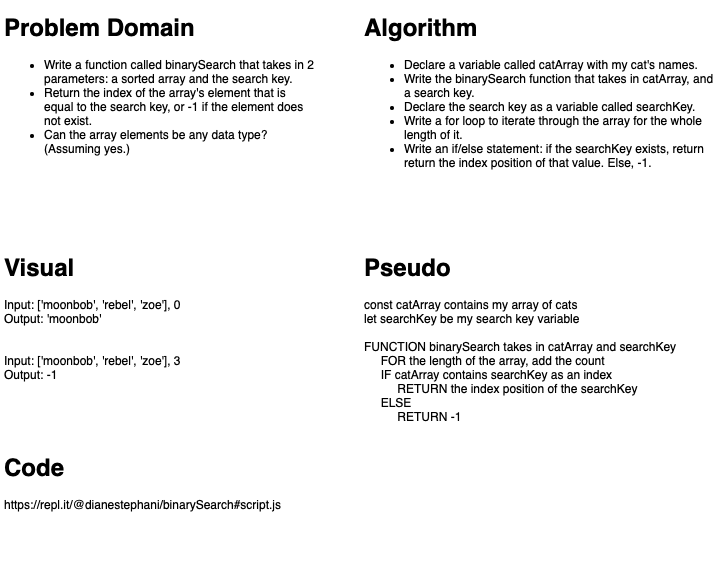 Problem Domain
• Write a function called binarySearch that takes in 2
parameters: a sorted array and the search key.
• Return the index of the array's element that is
equal to the search key, or -1 if the element does
not exist.
• Can the array elements be any data type?
(Assuming yes.)
Algorithm
• Declare a variable called catArray with my cat's names.
• Write the binarySearch function that takes in catArray, and
a search key.
• Declare the search key as a variable called searchKey.
• Write a for loop to iterate through the array for the whole
length of it.
• Write an if/else statement: if the searchKey exists, return
return the index position of that value. Else, -1.
Visual
Input: ['moonbob', 'rebel', 'zoe'], 0
Output: 'moonbob'
Input: ['moonbob', 'rebel', 'zoe'], 3
Output: -1
Pseudo
const catArray contains my array of cats
let searchKey be my search key variable
FUNCTION binarySearch takes in catArray and searchKey
FOR the length of the array, add the count
IF catArray contains searchKey as an index
RETURN the index position of the searchKey
ELSE
RETURN -1
Code
https://repl.it/@dianestephani/binarySearch#script.js